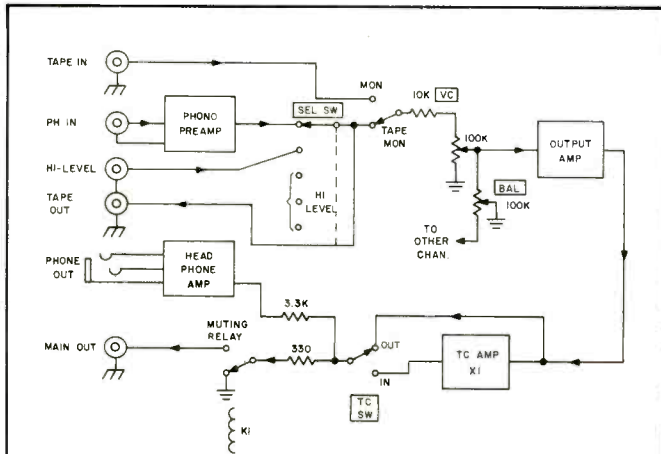 TAPE IN
MON
10K VC
PH IN
PHONO
PREAMP
SEL SW
TAPE
MON
100K
OUTPUT
AMP
HI-LEVEL
TAPE
OUT
HI
LEVEL
BAL
100K
TO
OTHER
CHAN.
PHONE
OUT
HEAD
PHONE
AMP
3.3K
MUTING
RELAY
MAIN OUT
330
OUT
IN
TC AMP
X1
TC
SW
K1